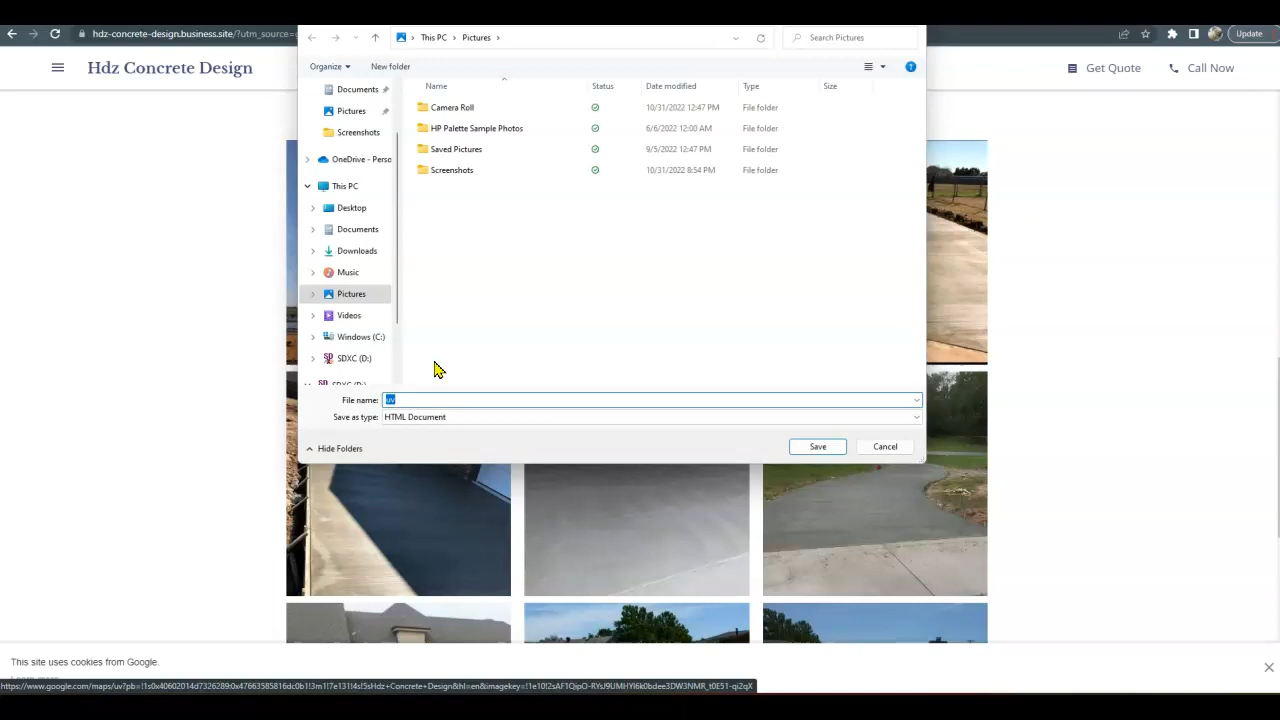 hdz-concrete-design.business.site/?utm_source=g
Update
Hdz Concrete Design
Get Quote
Call Now
This PC
Pictures
Search Pictures
Organize
New folder
Name
Status
Date modified
Type
Size
Documents
Pictures
Screenshots
OneDrive - Perso
This PC
Desktop
Documents
Downloads
Music
Pictures
Videos
Windows (C:)
SDXC (D:)
SDXC (D:)
Camera Roll 10/31/2022 12:47 PM File folder
HP Palette Sample Photos 6/6/2022 12:00 AM File folder
Saved Pictures 9/5/2022 12:47 PM File folder
Screenshots 10/31/2022 8:54 PM File folder
File name: uv
Save as type: HTML Document
Hide Folders
Save
Cancel
This site uses cookies from Google.